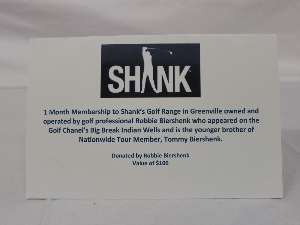 SHANK
1 Month Membership to Shank's Golf Range in Greenville owned and
operated by golf professional Robbie Biershenk who appeared on the
Golf Chanel's Big Break Indian Wells and is the younger brother of
Nationwide Tour Member, Tommy Biershenk.
Donated by Robbie Biershenk
Value of $100